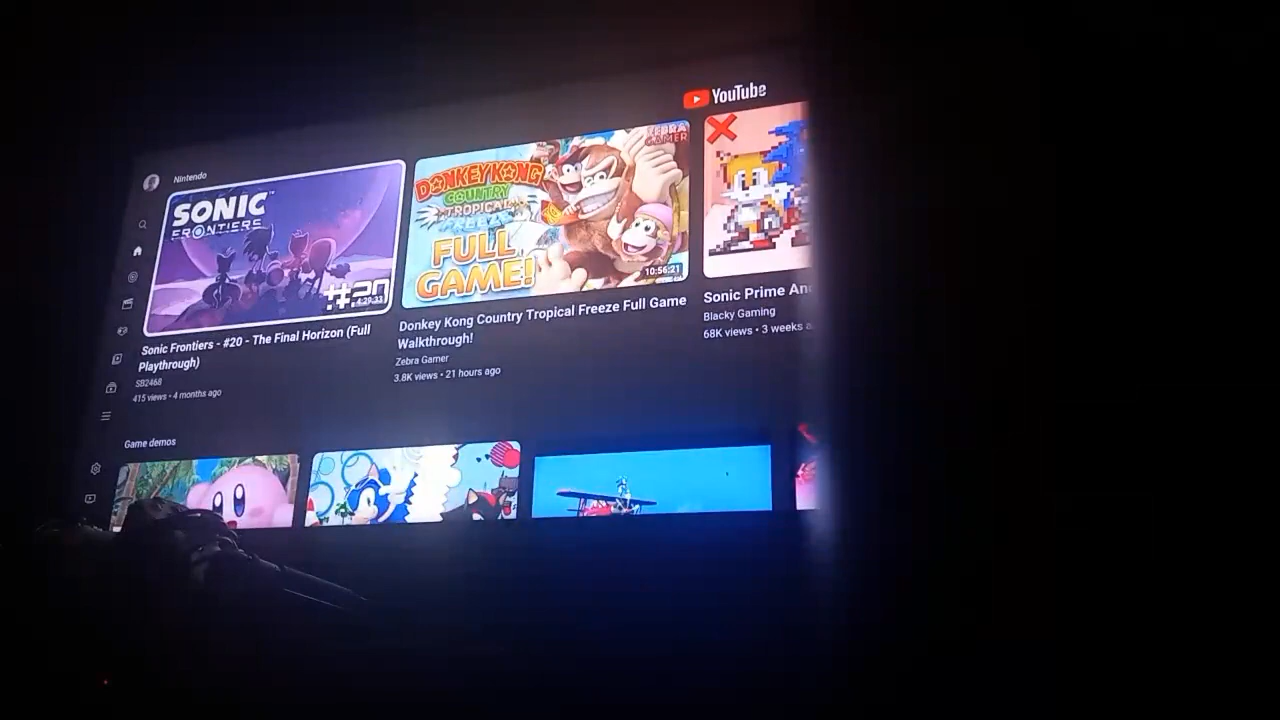 YouTube
Nintendo
SONIC
FRONTIERS
#20
4:29:33
Sonic Frontiers - #20 - The Final Horizon (Full
Playthrough)
SB2468
415 views • 4 months ago
ZEBRA
GAMER
DONKEY KONG
COUNTRY
TROPICAL
FREEZE
FULL
GAME!
10:56:21
Donkey Kong Country Tropical Freeze Full Game
Walkthrough!
Zebra Gamer
3.8K views • 21 hours ago
Sonic Prime An
Blacky Gaming
68K views • 3 weeks a
Game demos